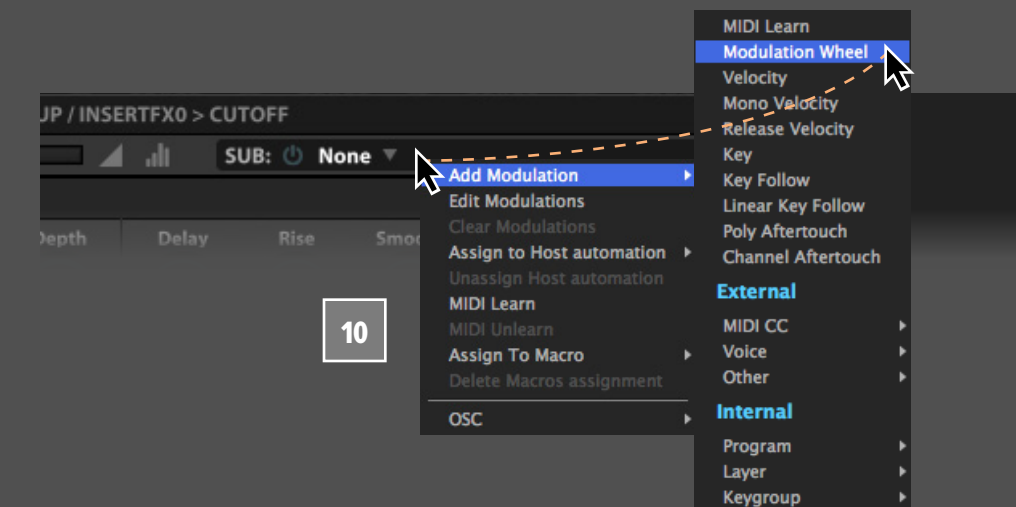 UP / INSERTFX0 > CUTOFF
SUB: None
Depth Delay Rise
10
Add Modulation
Edit Modulations
Clear Modulations
Assign to Host automation
Unassign Host automation
MIDI Learn
MIDI Unlearn
Assign To Macro
Delete Macros assignment
OSC
MIDI Learn
Modulation Wheel
Velocity
Mono Velocity
Release Velocity
Key
Key Follow
Linear Key Follow
Poly Aftertouch
Channel Aftertouch
External
MIDI CC
Voice
Other
Internal
Program
Layer
Keygroup